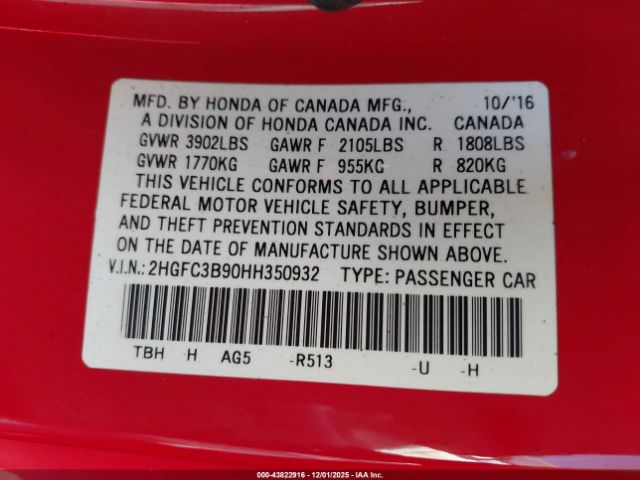 MFD. BY HONDA OF CANADA MFG., 10/'16
A DIVISION OF HONDA CANADA INC. CANADA
GVWR 3902LBS GAWR F 2105LBS R 1808LBS
GVWR 1770KG GAWR F 955KG R 820KG
THIS VEHICLE CONFORMS TO ALL APPLICABLE
FEDERAL MOTOR VEHICLE SAFETY, BUMPER,
AND THEFT PREVENTION STANDARDS IN EFFECT
ON THE DATE OF MANUFACTURE SHOWN ABOVE.
V.I.N.: 2HGFC3B90HH350932 TYPE: PASSENGER CAR
TBH -H AG5 -R513 -U -H
000-43822916 - 12/01/2025 - IAA Inc.